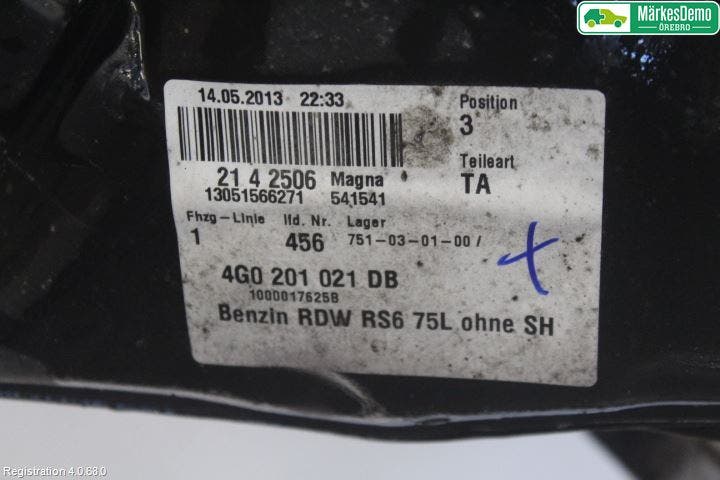 MärkesDemo
ÖREBRO
14.05.2013 22:33
Position
3
Teileart
TA
21 4 2506 Magna
13051566271 541541
Fhzg-Linie lfd. Nr. Lager
1 456 751-03-01-00 /
4G0 201 021 DB
1000017625B
Benzin RDW RS6 75L ohne SH
Registration 4.0.68.0